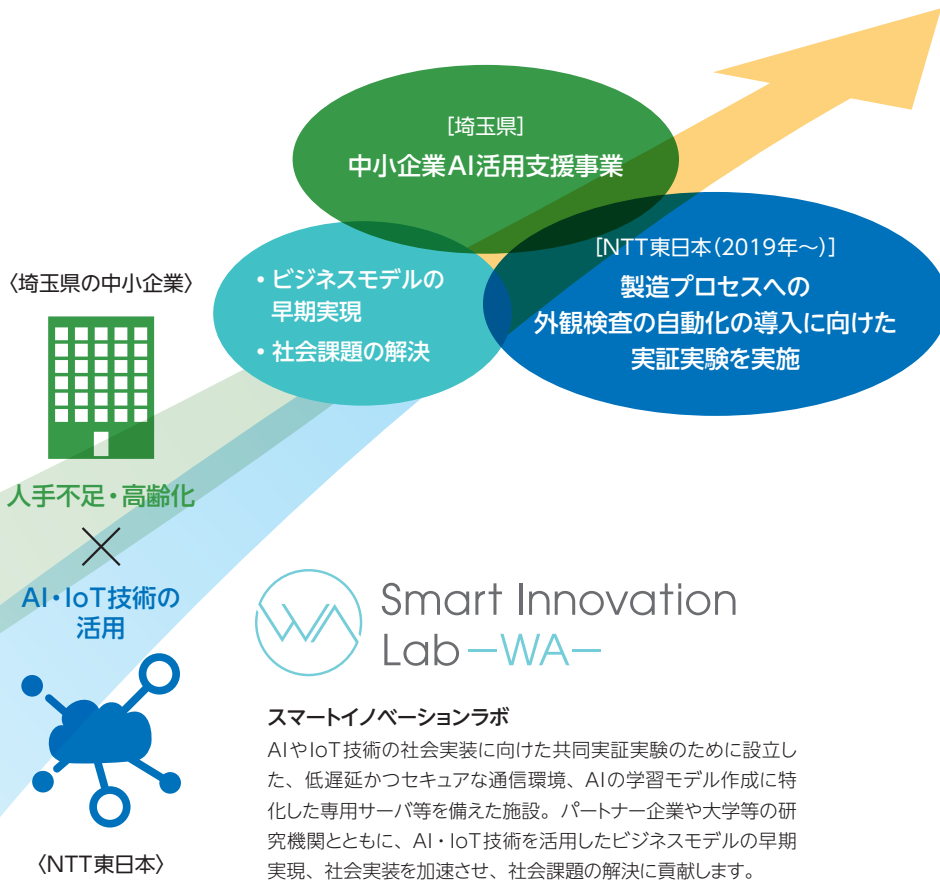 [埼玉県]
中小企業AI活用支援事業
[NTT東日本(2019年〜)]
製造プロセスへの
外観検査の自動化の導入に向けた
実証実験を実施
・ビジネスモデルの
早期実現
・社会課題の解決
〈埼玉県の中小企業〉
人手不足・高齢化
×
AI・IoT技術の
活用
〈NTT東日本〉
WA
Smart Innovation
Lab —WA—
スマートイノベーションラボ
AIやIoT技術の社会実装に向けた共同実証実験のために設立し
た、低遅延かつセキュアな通信環境、AIの学習モデル作成に特
化した専用サーバ等を備えた施設。パートナー企業や大学等の研
究機関とともに、AI・IoT技術を活用したビジネスモデルの早期
実現、社会実装を加速させ、社会課題の解決に貢献します。